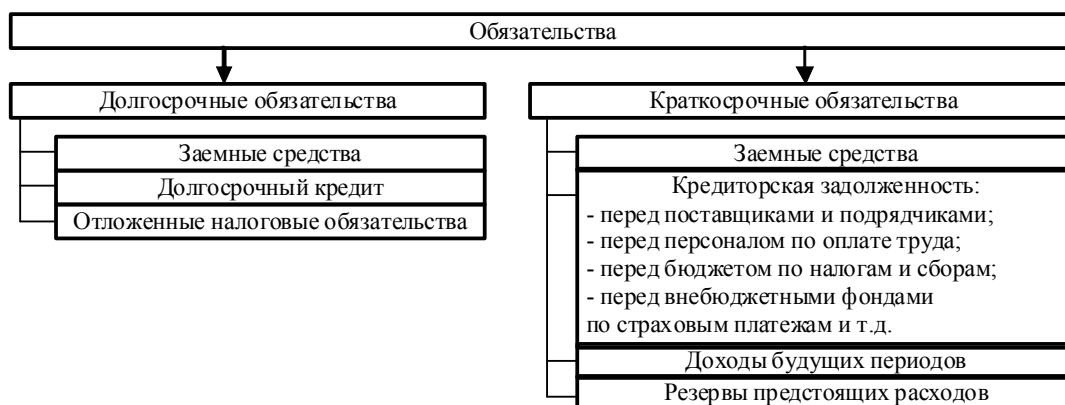 Обязательства
Долгосрочные обязательства
Заемные средства
Долгосрочный кредит
Отложенные налоговые обязательства
Краткосрочные обязательства
Заемные средства
Кредиторская задолженность:
- перед поставщиками и подрядчиками;
- перед персоналом по оплате труда;
- перед бюджетом по налогам и сборам;
- перед внебюджетными фондами
по страховым платежам и т.д.
Доходы будущих периодов
Резервы предстоящих расходов